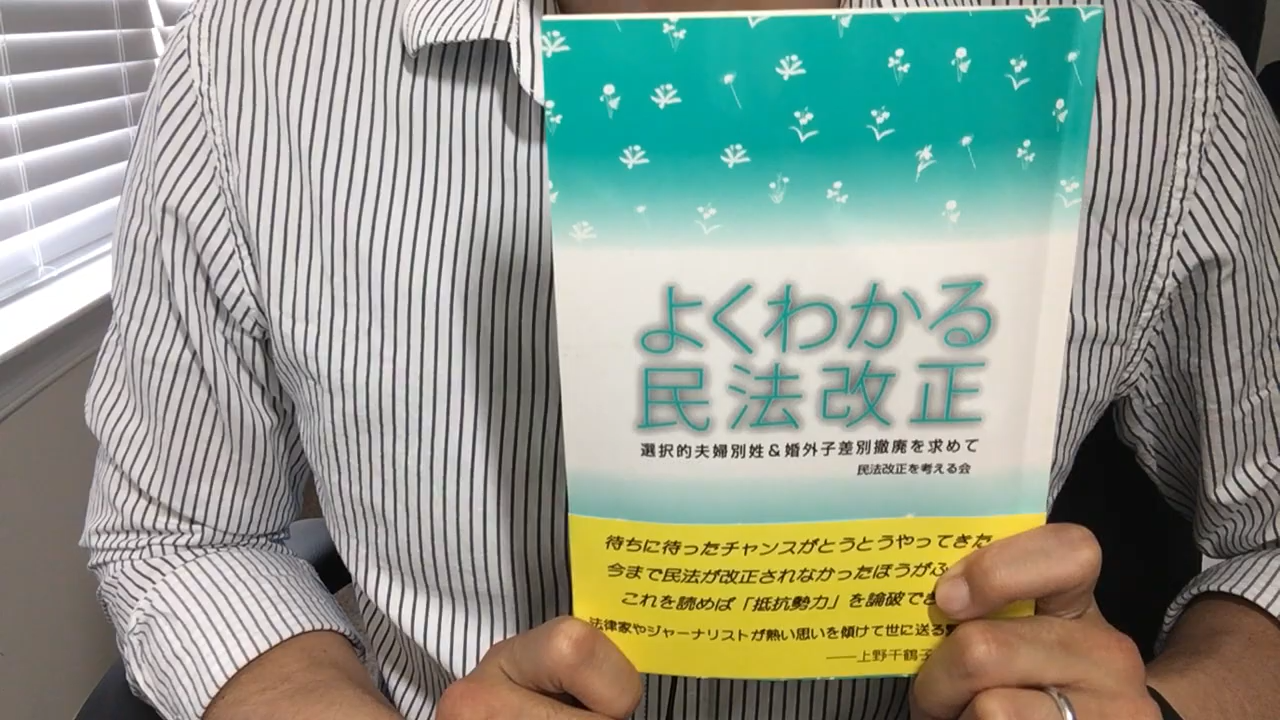 よくわかる
民法改正
選択的夫婦別姓&婚外子差別撤廃を求めて
民法改正を考える会
待ちに待ったチャンスがとうとうやってきた
今まで民法が改正されなかったほうがふ
これを読めば「抵抗勢力」を論破でき
法律家やジャーナリストが熱い思いを傾けて世に送る
――上野千鶴子